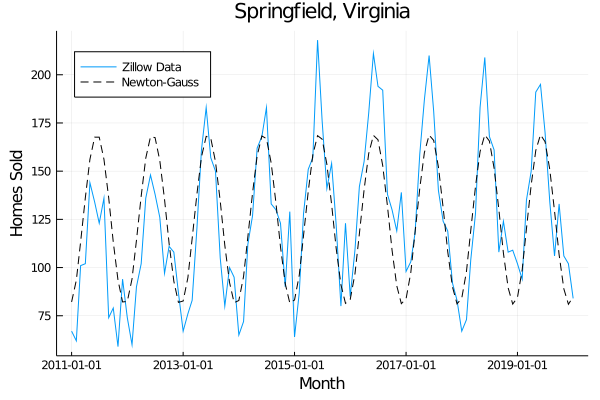 Springfield, Virginia
Zillow Data
Newton-Gauss
Homes Sold
200
175
150
125
100
75
2011-01-01 2013-01-01 2015-01-01 2017-01-01 2019-01-01
Month